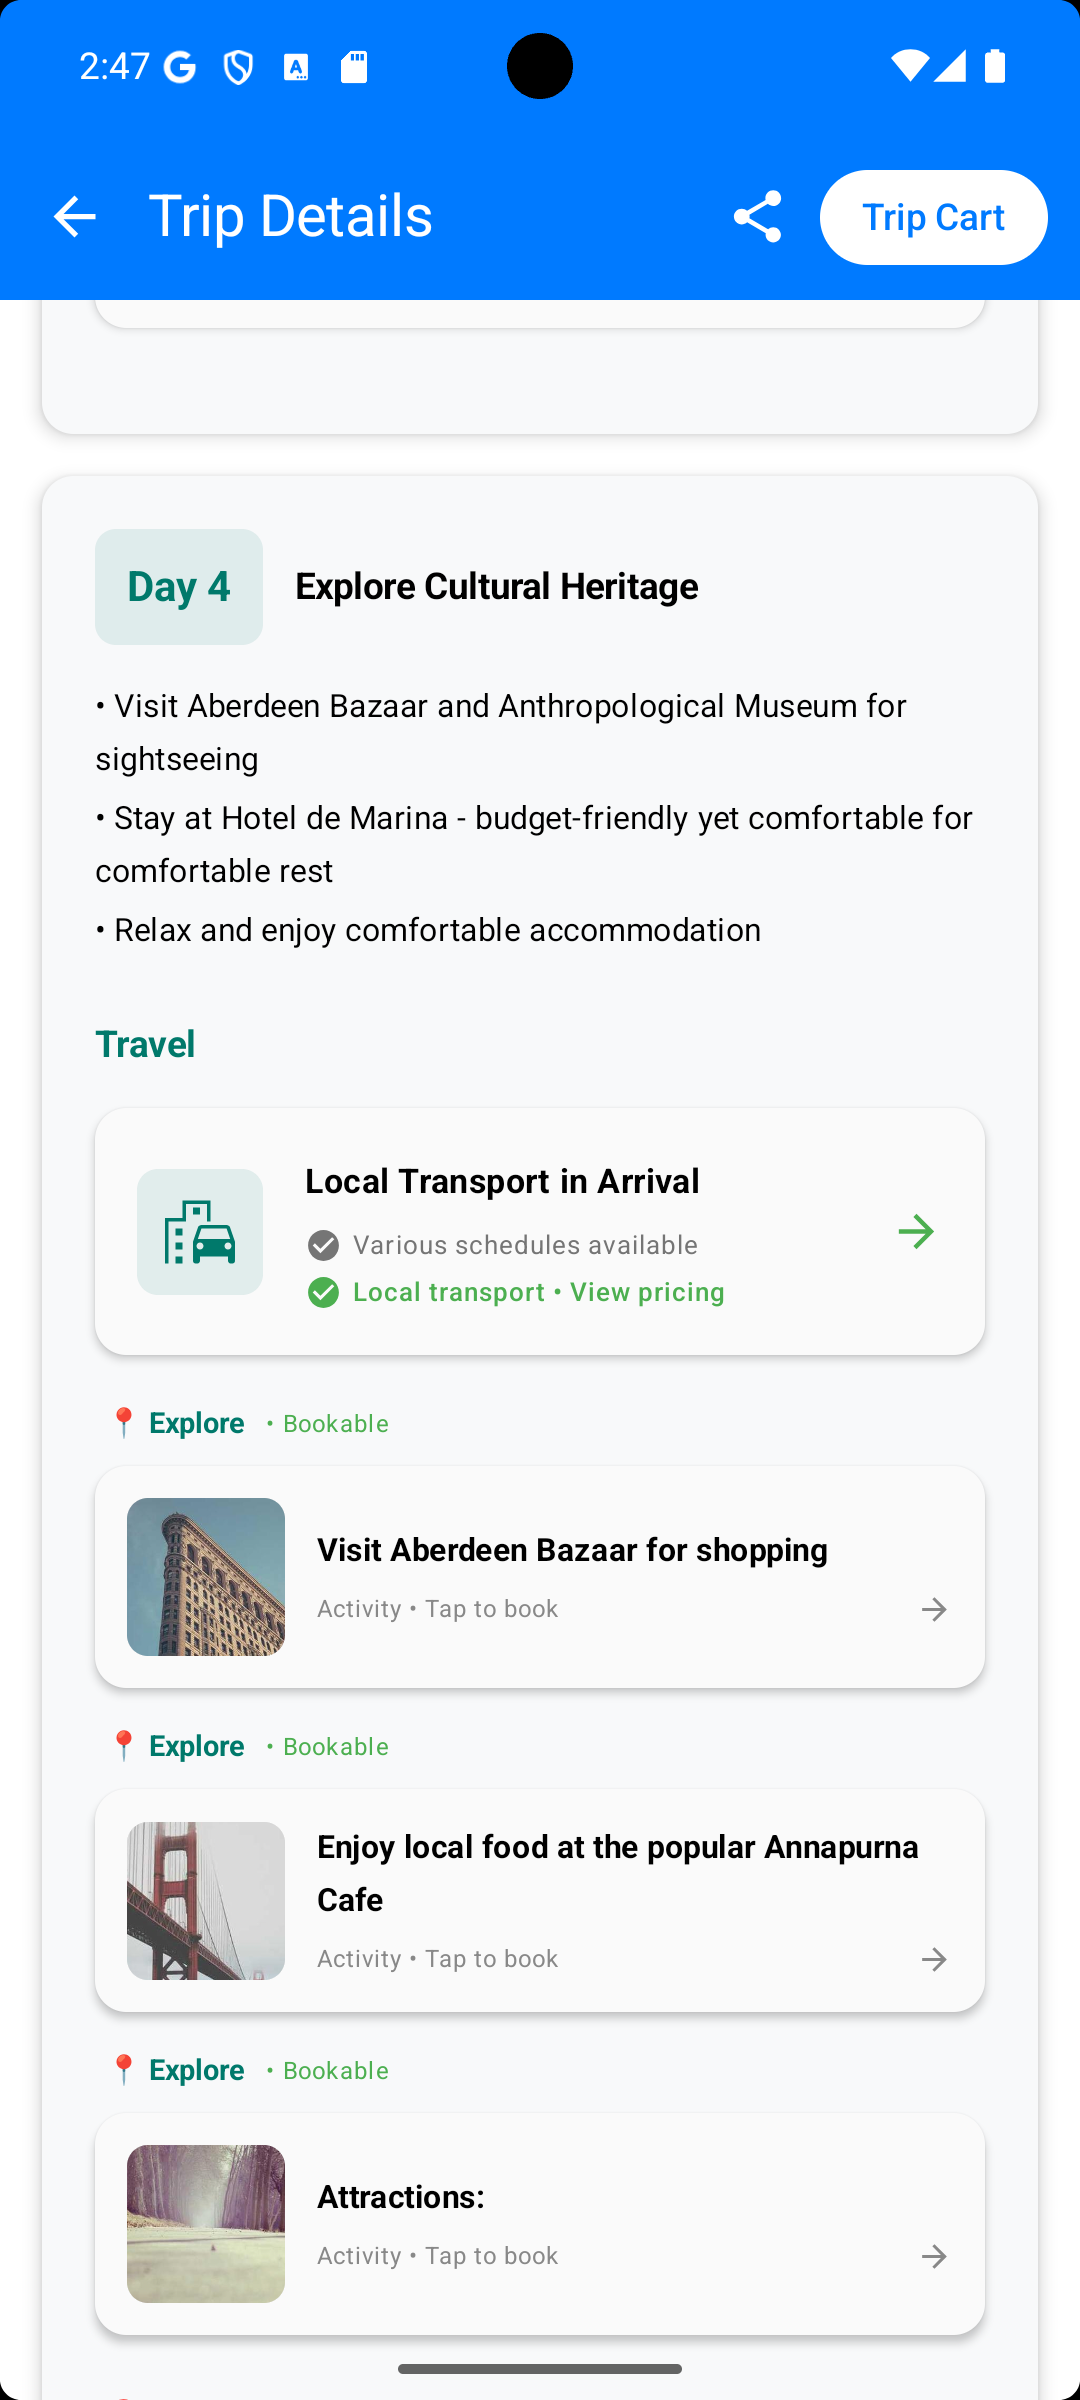 2:47
Trip Details
Trip Cart
Day 4
Explore Cultural Heritage
• Visit Aberdeen Bazaar and Anthropological Museum for
sightseeing
• Stay at Hotel de Marina - budget-friendly yet comfortable for
comfortable rest
• Relax and enjoy comfortable accommodation
Travel
Local Transport in Arrival
Various schedules available
Local transport • View pricing
Explore • Bookable
Visit Aberdeen Bazaar for shopping
Activity • Tap to book
Explore • Bookable
Enjoy local food at the popular Annapurna
Cafe
Activity • Tap to book
Explore • Bookable
Attractions:
Activity • Tap to book